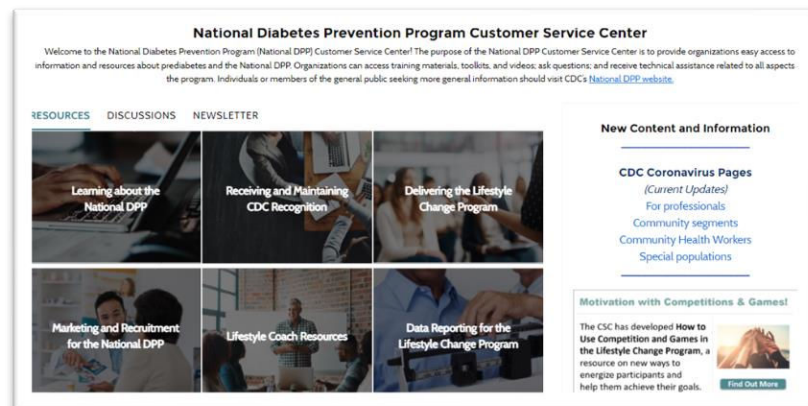 National Diabetes Prevention Program Customer Service Center
Welcome to the National Diabetes Prevention Program (National DPP) Customer Service Center! The purpose of the National DPP Customer Service Center is to provide organizations easy access to
information and resources about prediabetes and the National DPP. Organizations can access training materials, toolkits, and videos; ask questions; and receive technical assistance related to all aspects
the program. Individuals or members of the general public seeking more general information should visit CDC's National DPP website.
RESOURCES DISCUSSIONS NEWSLETTER
Learning about the
National DPP
Receiving and Maintaining
CDC Recognition
Delivering the Lifestyle
Change Program
Marketing and Recruitment
for the National DPP
Lifestyle Coach Resources
Data Reporting for the
Lifestyle Change Program
New Content and Information
CDC Coronavirus Pages
(Current Updates)
For professionals
Community segments
Community Health Workers
Special populations
Motivation with Competitions & Games!
The CSC has developed How to
Use Competition and Games in
the Lifestyle Change Program, a
resource on new ways to
energize participants and
help them achieve their goals.
Find Out More